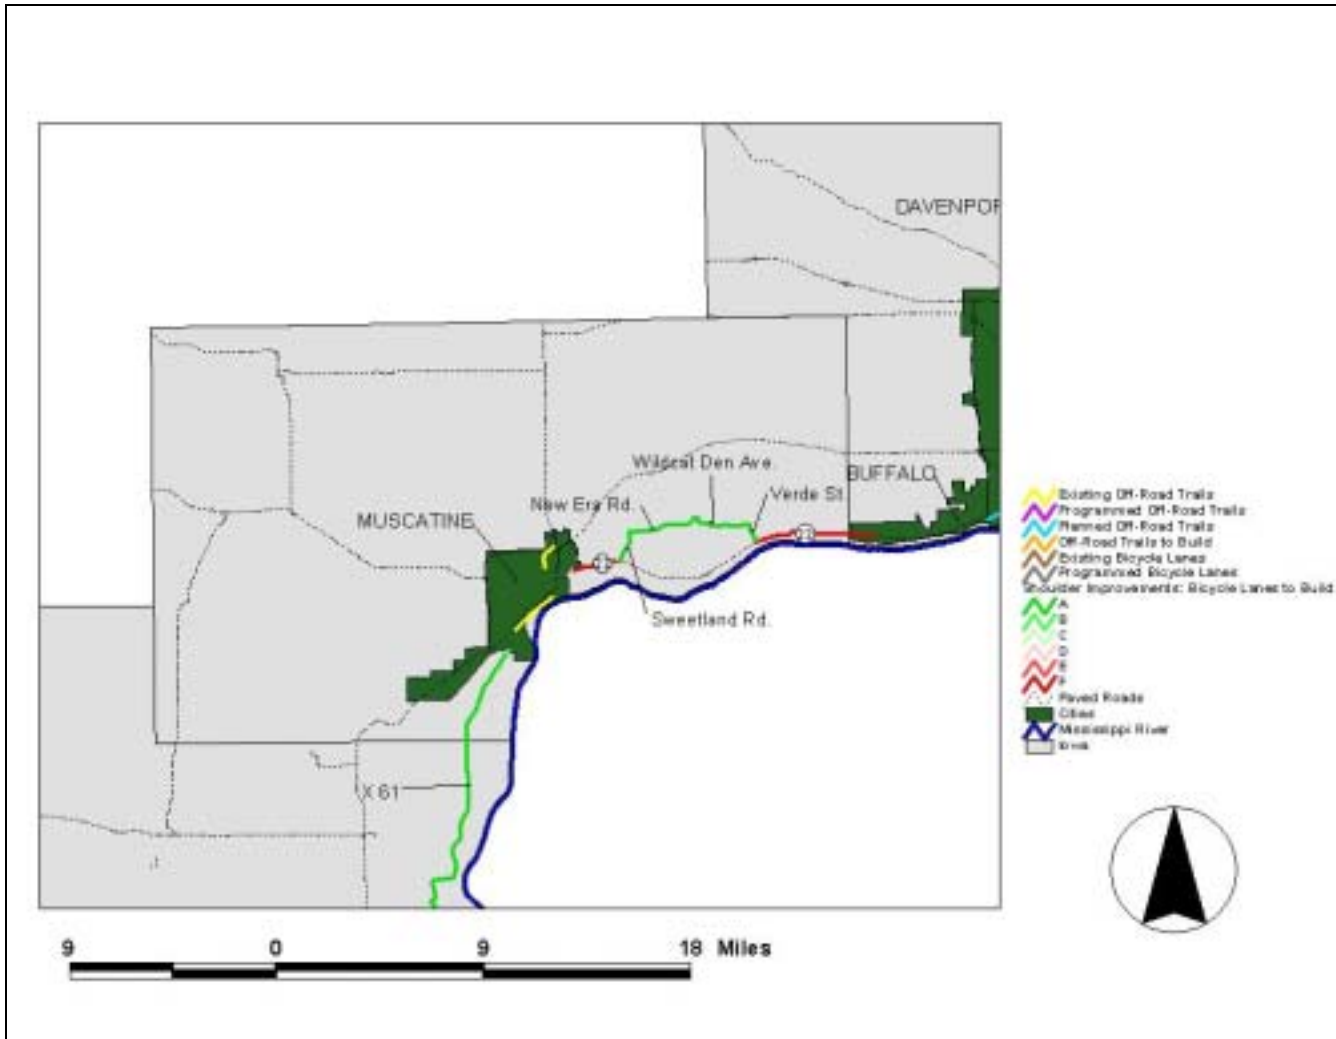 DAVENPOR
Wildcat Den Ave.
BUFFALO
Verde St
New Era Rd.
MUSCATINE
Sweetland Rd.
X 61
Existing Off-Road Trails
Programmed Off-Road Trails
Planned Off-Road Trails
Off-Road Trails to Build
Existing Bicycle Lanes
Programmed Bicycle Lanes
Shoulder Improvements: Bicycle Lanes to Build
A
B
C
D
E
F
Paved Roads
Cities
Mississippi River
Iowa
9 0 9 18 Miles